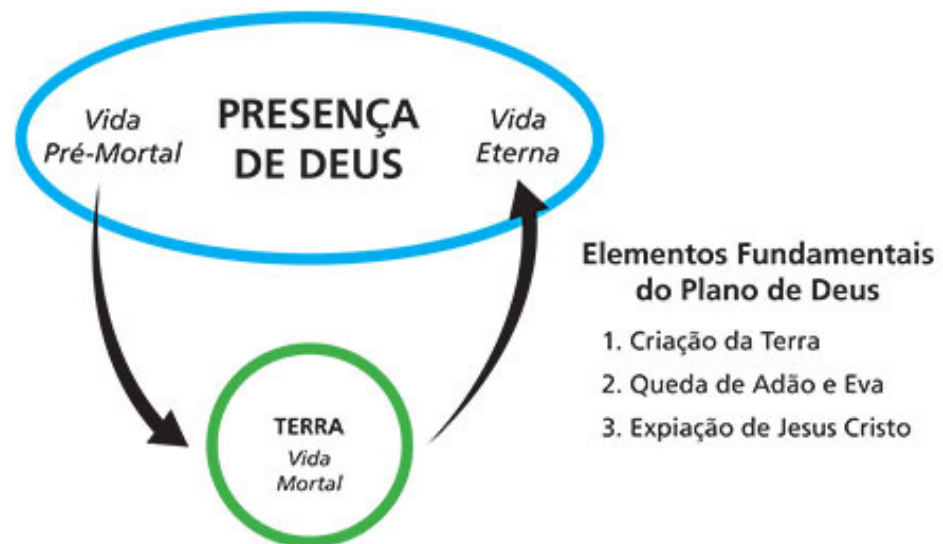 Vida
Pré-Mortal
PRESENÇA
DE DEUS
Vida
Eterna
Elementos Fundamentais
do Plano de Deus
1. Criação da Terra
2. Queda de Adão e Eva
3. Expiação de Jesus Cristo
TERRA
Vida
Mortal